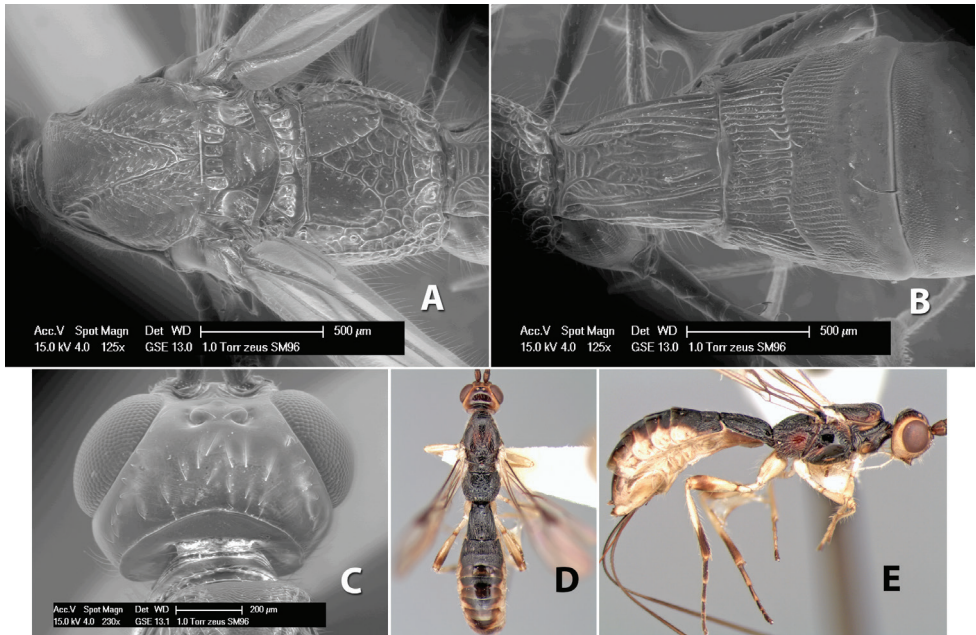 A
Acc.V Spot Magn Det WD 500 µm
15.0 kV 4.0 125x GSE 13.0 1.0 Torr zeus SM96
B
Acc.V Spot Magn Det WD 500 µm
15.0 kV 4.0 125x GSE 13.0 1.0 Torr zeus SM96
C
Acc.V Spot Magn Det WD 200 µm
15.0 kV 4.0 230x GSE 13.1 1.0 Torr zeus SM96
D
E